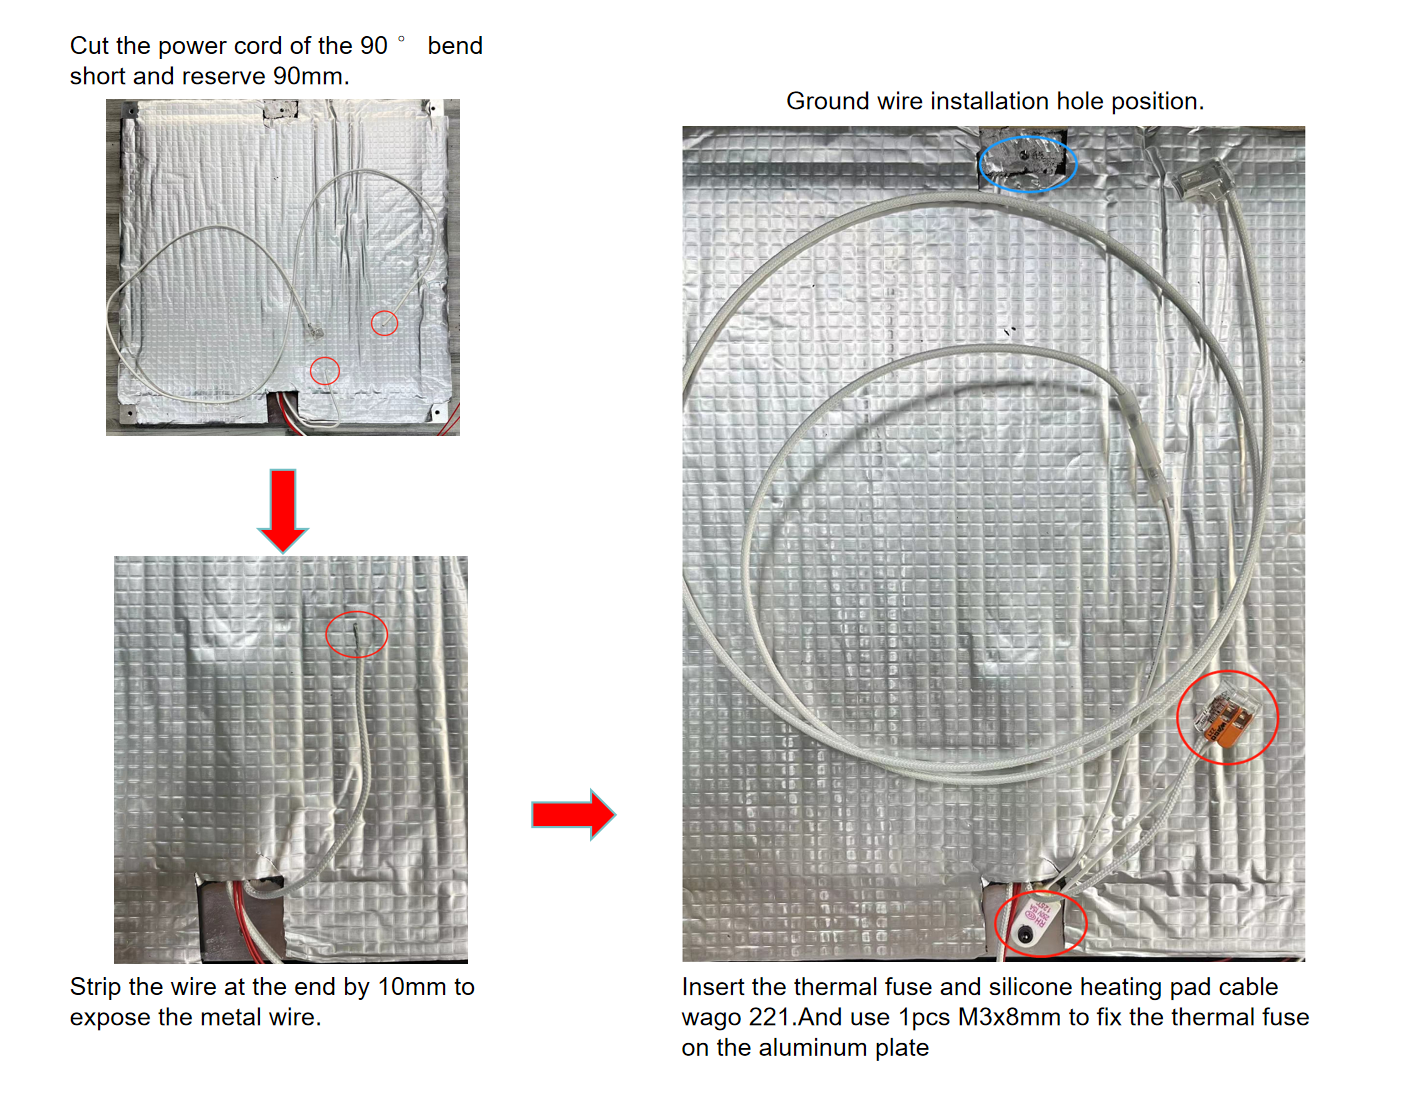 Cut the power cord of the 90 ° bend
short and reserve 90mm.
Ground wire installation hole position.
Strip the wire at the end by 10mm to
expose the metal wire.
Insert the thermal fuse and silicone heating pad cable
wago 221.And use 1pcs M3x8mm to fix the thermal fuse
on the aluminum plate